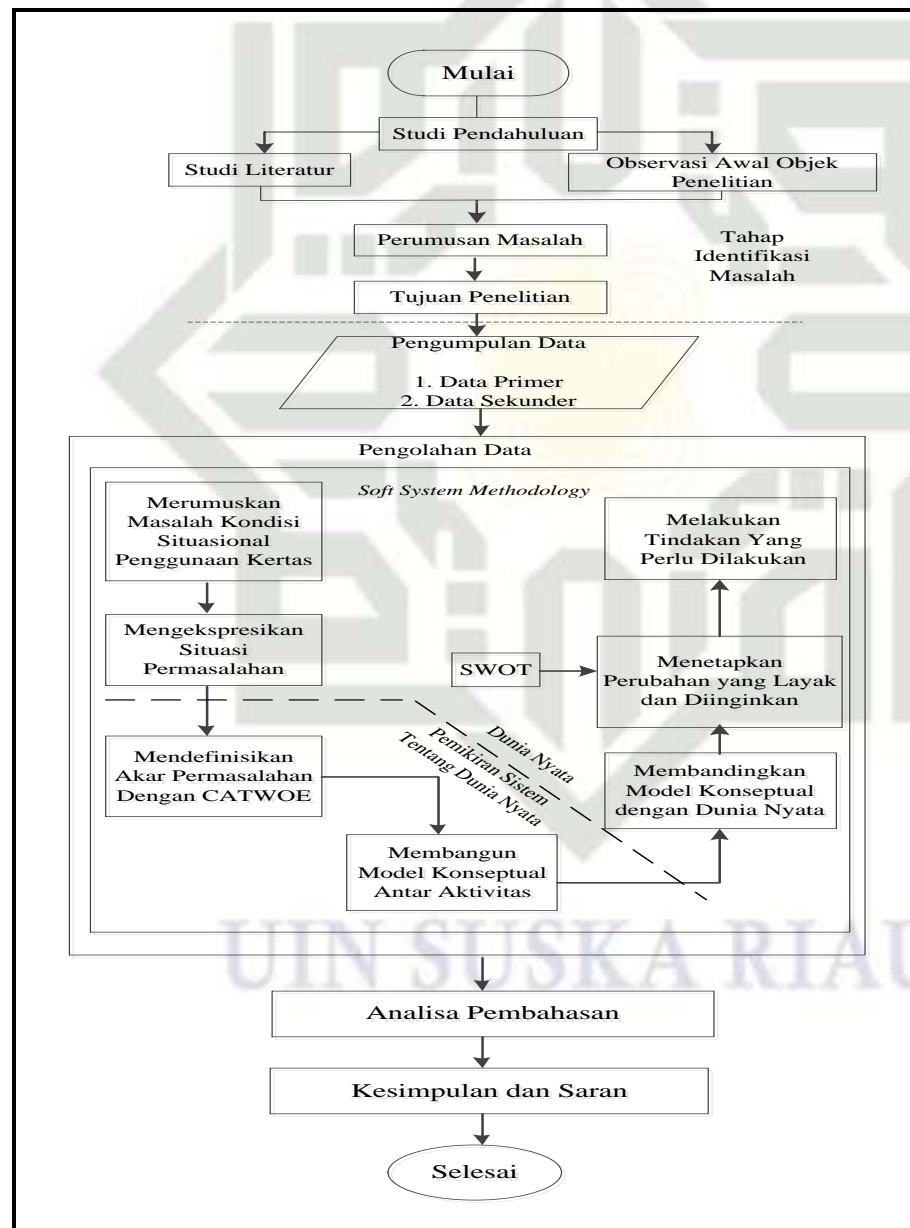 Mulai
Studi Pendahuluan
Studi Literatur
Observasi Awal Objek
Penelitian
Perumusan Masalah
Tahap
Identifikasi
Masalah
Tujuan Penelitian
Pengumpulan Data
1. Data Primer
2. Data Sekunder
Pengolahan Data
Soft System Methodology
Merumuskan
Masalah Kondisi
Situasional
Penggunaan Kertas
Mengekspresikan
Situasi
Permasalahan
Mendefinisikan
Akar Permasalahan
Dengan CATWOE
Dunia Nyata
Pemikiran Sistem
Tentang Dunia Nyata
Membangun
Model Konseptual
Antar Aktivitas
Membandingkan
Model Konseptual
dengan Dunia Nyata
SWOT
Menetapkan
Perubahan yang Layak
dan Diinginkan
Melakukan
Tindakan Yang
Perlu Dilakukan
UIN SUSKA RIAU
Analisa Pembahasan
Kesimpulan dan Saran
Selesai